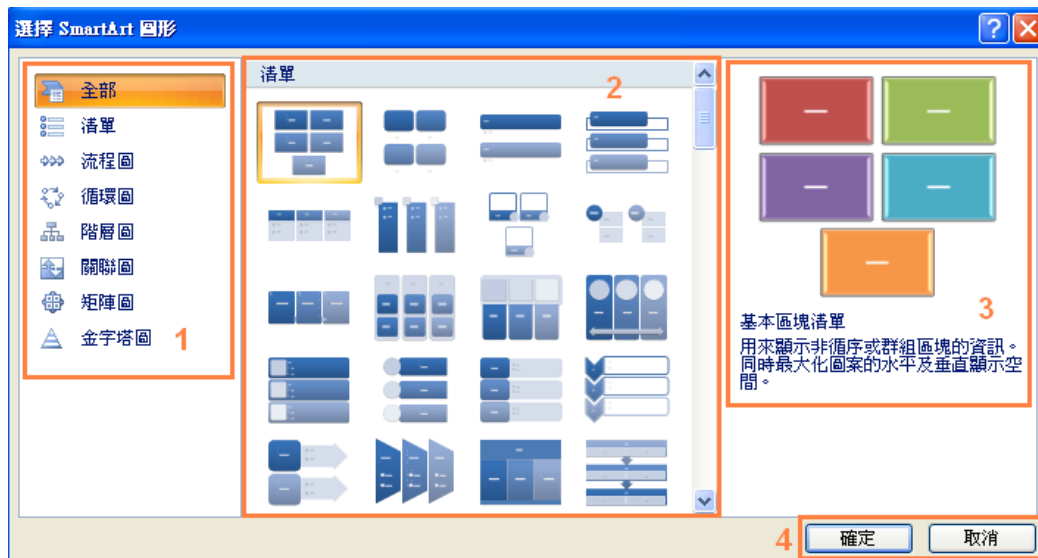 選擇 SmartArt 圖形
全部
清單
流程圖
循環圖
階層圖
關聯圖
矩陣圖
金字塔圖
1
清單
2
基本區塊清單
3
用來顯示非循序或群組區塊的資訊。
同時最大化圖案的水平及垂直顯示空
間。
4
確定
取消